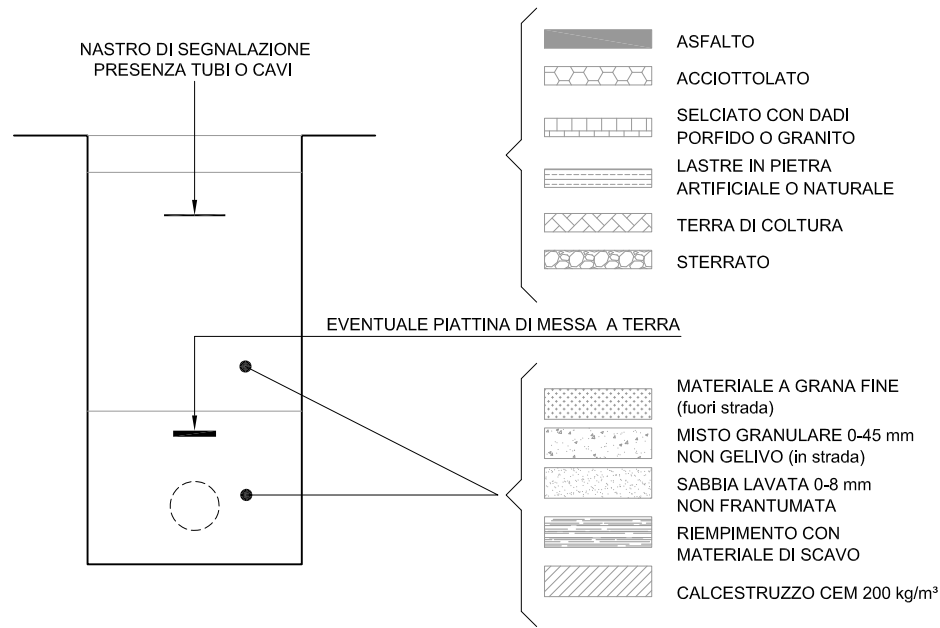 NASTRO DI SEGNALAZIONE
PRESENZA TUBI O CAVI
ASFALTO
ACCIOTTOLATO
SELCIATO CON DADI
PORFIDO O GRANITO
LASTRE IN PIETRA
ARTIFICIALE O NATURALE
TERRA DI COLTURA
STERRATO
EVENTUALE PIATTINA DI MESSA A TERRA
MATERIALE A GRANA FINE
(fuori strada)
MISTO GRANULARE 0-45 mm
NON GELIVO (in strada)
SABBIA LAVATA 0-8 mm
NON FRANTUMATA
RIEMPIMENTO CON
MATERIALE DI SCAVO
CALCESTRUZZO CEM 200 kg/m³